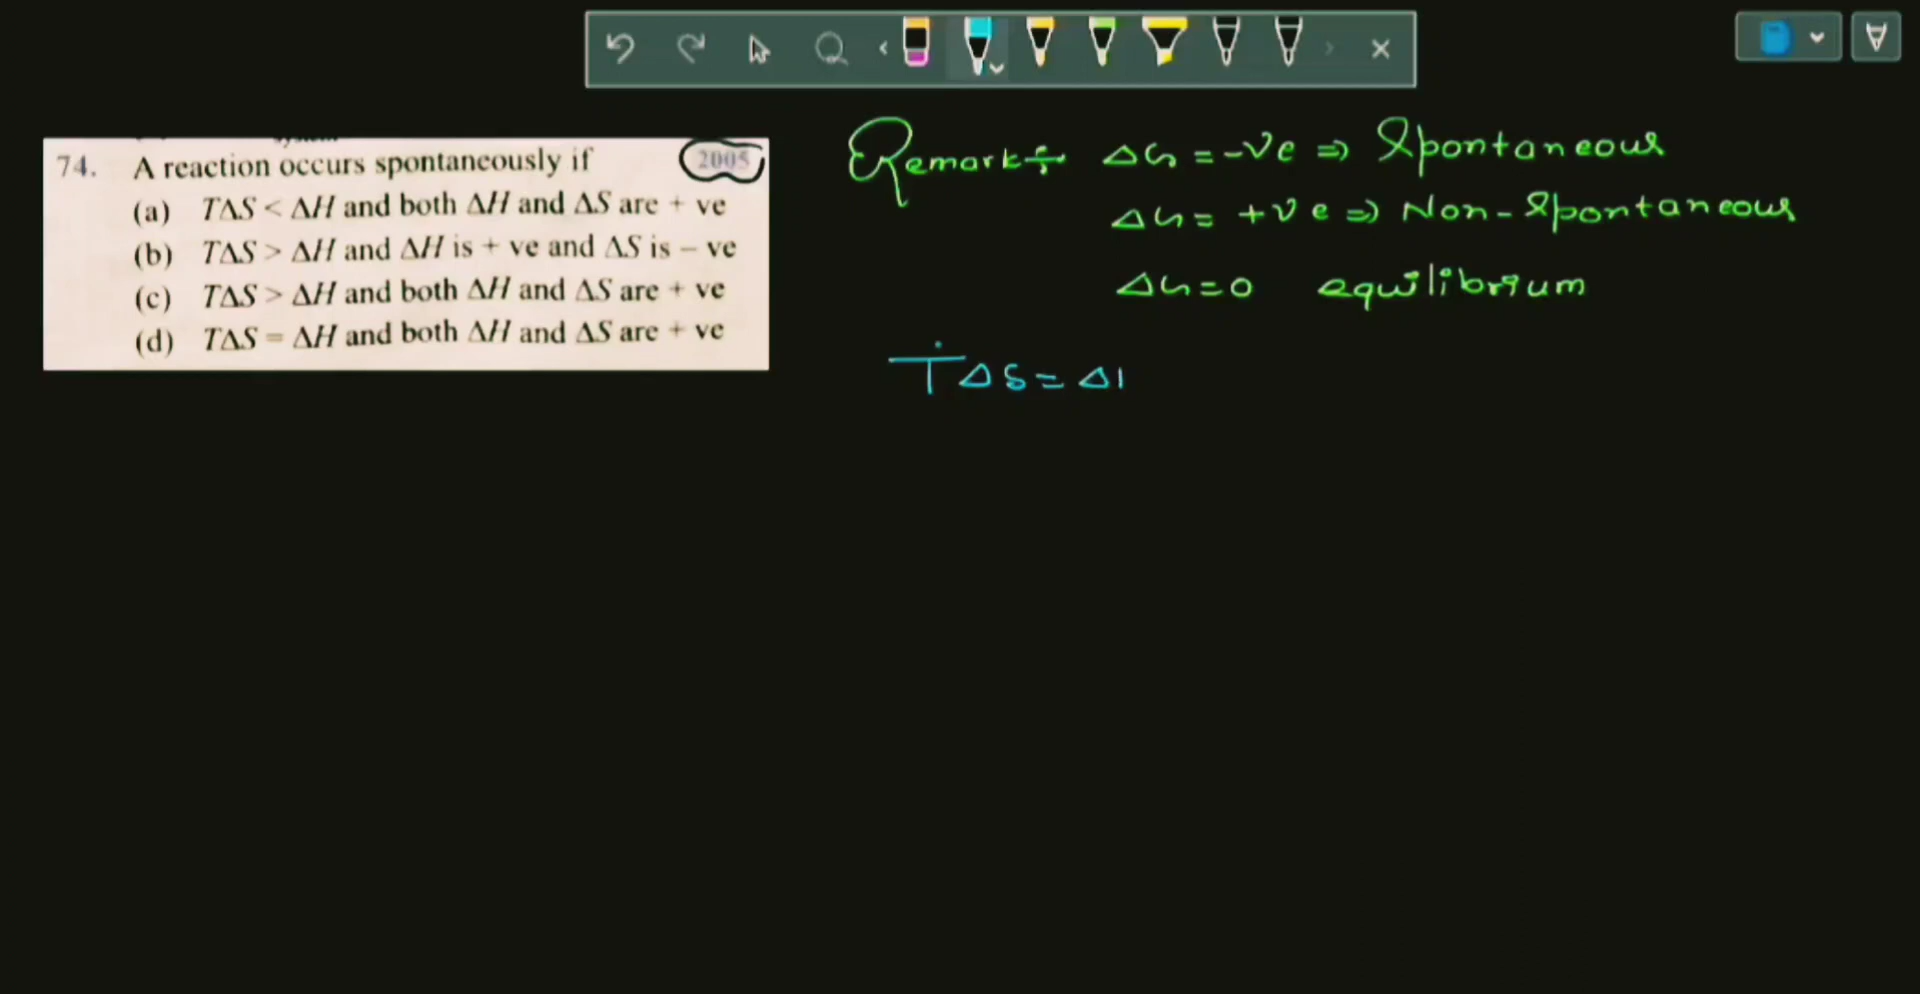 74. A reaction occurs spontaneously if 2005
(a) TΔS < ΔH and both ΔH and ΔS are + ve
(b) TΔS > ΔH and ΔH is + ve and ΔS is – ve
(c) TΔS > ΔH and both ΔH and ΔS are + ve
(d) TΔS = ΔH and both ΔH and ΔS are + ve
Remark :- ΔG = -ve ⇒ Spontaneous
ΔG = +ve ⇒ Non-Spontaneous
ΔG = 0 equilibrium
TΔS = Δ